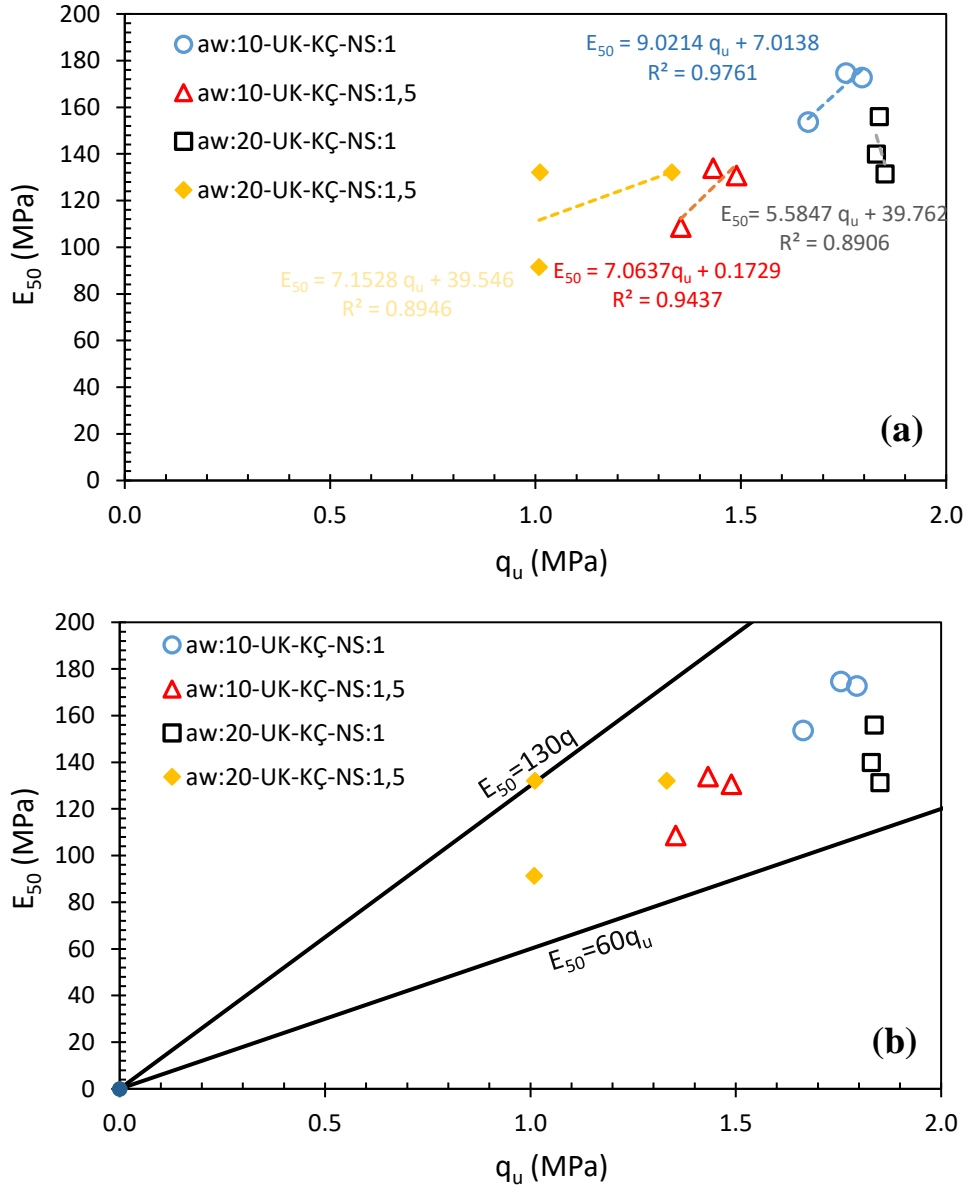 200
180
160
140
120
100
80
60
40
20
0
E50 (MPa)
aw:10-UK-KÇ-NS:1
aw:10-UK-KÇ-NS:1,5
aw:20-UK-KÇ-NS:1
aw:20-UK-KÇ-NS:1,5
E50 = 9.0214 qu + 7.0138
R² = 0.9761
E50= 5.5847 qu + 39.762
R² = 0.8906
E50 = 7.1528 qu + 39.546
R² = 0.8946
E50 = 7.0637qu + 0.1729
R² = 0.9437
(a)
0.0 0.5 1.0 1.5 2.0
qu (MPa)
200
180
160
140
120
100
80
60
40
20
0
E50 (MPa)
aw:10-UK-KÇ-NS:1
aw:10-UK-KÇ-NS:1,5
aw:20-UK-KÇ-NS:1
aw:20-UK-KÇ-NS:1,5
E50=130q
E50=60qu
(b)
0.0 0.5 1.0 1.5 2.0
qu (MPa)